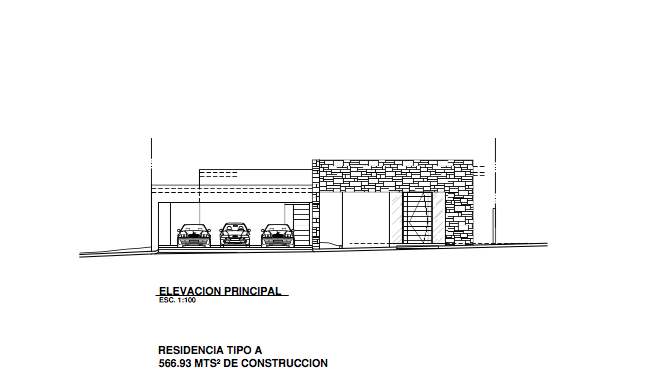 ELEVACION PRINCIPAL
ESC. 1:100
RESIDENCIA TIPO A
566.93 MTS² DE CONSTRUCCION